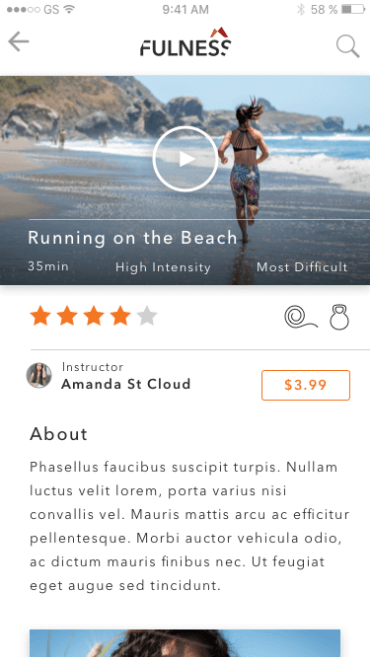 GS 9:41 AM 58 %
FULNESS
Running on the Beach
35min High Intensity Most Difficult
Instructor
Amanda St Cloud
$3.99
About
Phasellus faucibus suscipit turpis. Nullam
luctus velit lorem, porta varius nisi
convallis vel. Mauris mattis arcu ac efficitur
pellentesque. Morbi auctor vehicula odio,
ac dictum mauris finibus nec. Ut feugiat
eget augue sed tincidunt.